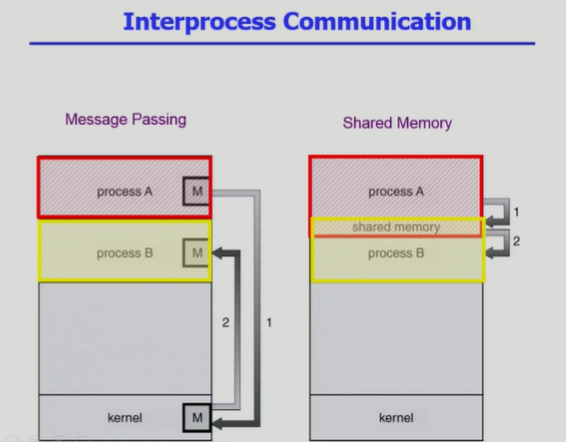 Interprocess Communication
Message Passing
process A
M
process B
M
2
1
kernel
M
Shared Memory
process A
1
shared memory
2
process B
kernel